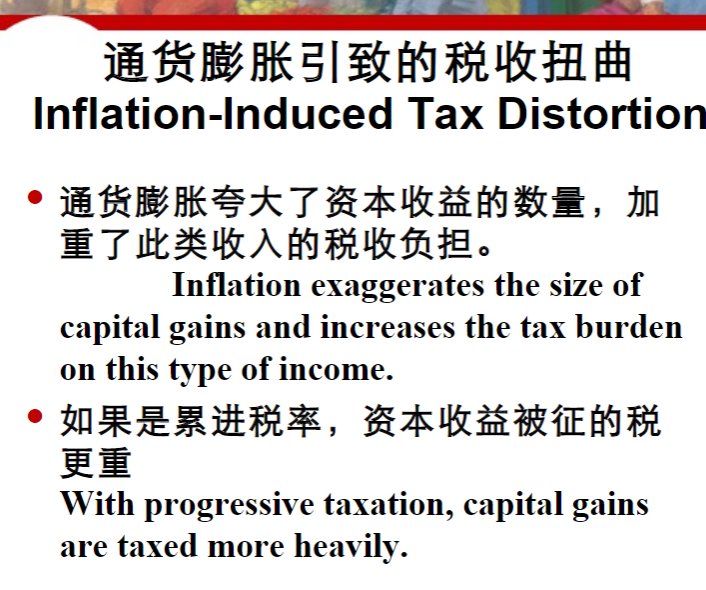 通货膨胀引致的税收扭曲
Inflation-Induced Tax Distortion
• 通货膨胀夸大了资本收益的数量，加
重了此类收入的税收负担。
Inflation exaggerates the size of
capital gains and increases the tax burden
on this type of income.
• 如果是累进税率，资本收益被征的税
更重
With progressive taxation, capital gains
are taxed more heavily.